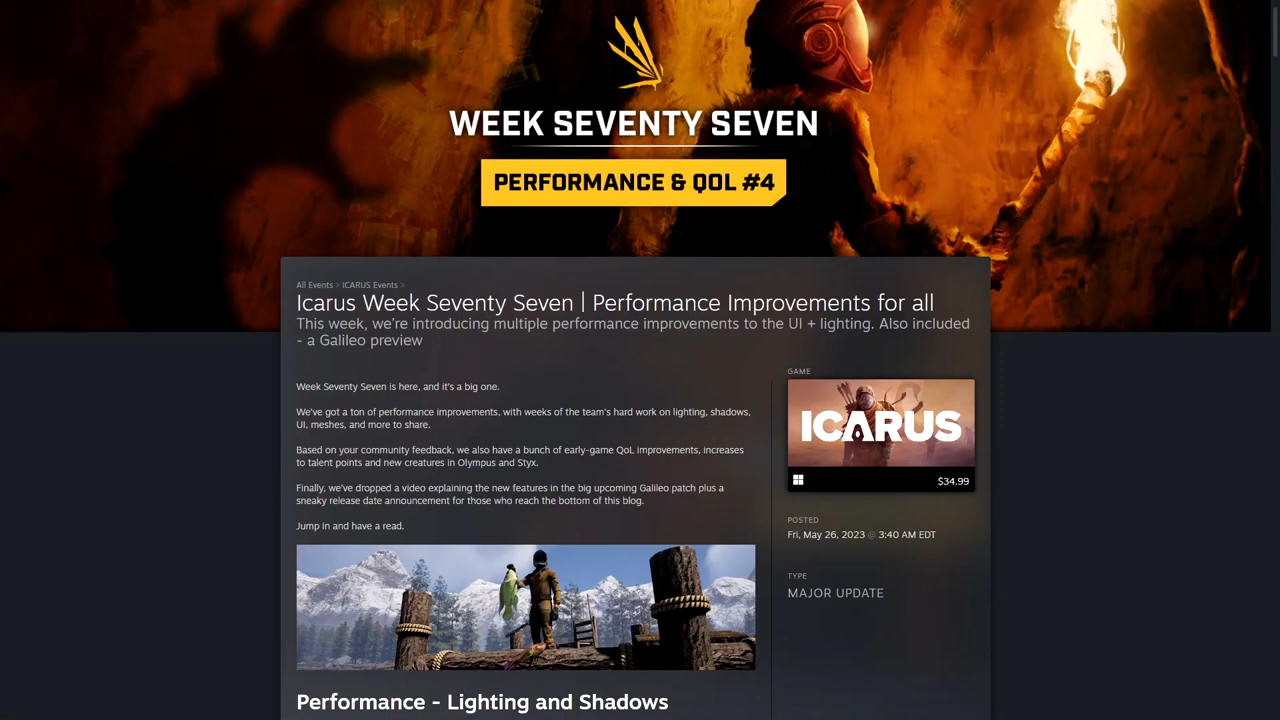 WEEK SEVENTY SEVEN
PERFORMANCE & QOL #4
All Events > ICARUS Events >
Icarus Week Seventy Seven | Performance Improvements for all
This week, we're introducing multiple performance improvements to the UI + lighting. Also included
- a Galileo preview
Week Seventy Seven is here, and it's a big one.
We've got a ton of performance improvements, with weeks of the team's hard work on lighting, shadows,
UI, meshes, and more to share.
Based on your community feedback, we also have a bunch of early-game QoL improvements, increases
to talent points and new creatures in Olympus and Styx.
Finally, we've dropped a video explaining the new features in the big upcoming Galileo patch plus a
sneaky release date announcement for those who reach the bottom of this blog.
Jump in and have a read.
Performance - Lighting and Shadows
GAME
ICARUS
$34.99
POSTED
Fri, May 26, 2023 @ 3:40 AM EDT
TYPE
MAJOR UPDATE